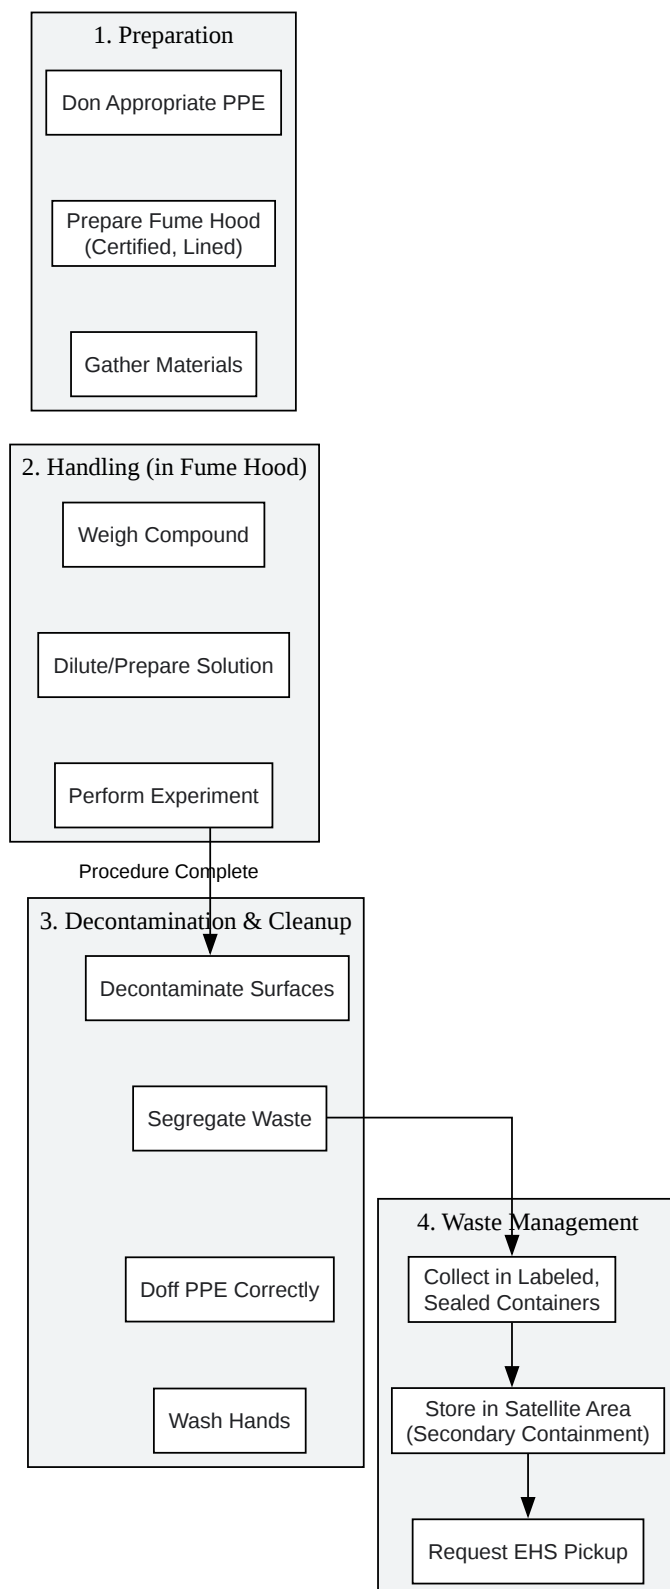 1. Preparation
Don Appropriate PPE
Prepare Fume Hood
(Certified, Lined)
Gather Materials
2. Handling (in Fume Hood)
Weigh Compound
Dilute/Prepare Solution
Perform Experiment
Procedure Complete
3. Decontamination & Cleanup
Decontaminate Surfaces
Segregate Waste
Doff PPE Correctly
Wash Hands
4. Waste Management
Collect in Labeled,
Sealed Containers
Store in Satellite Area
(Secondary Containment)
Request EHS Pickup